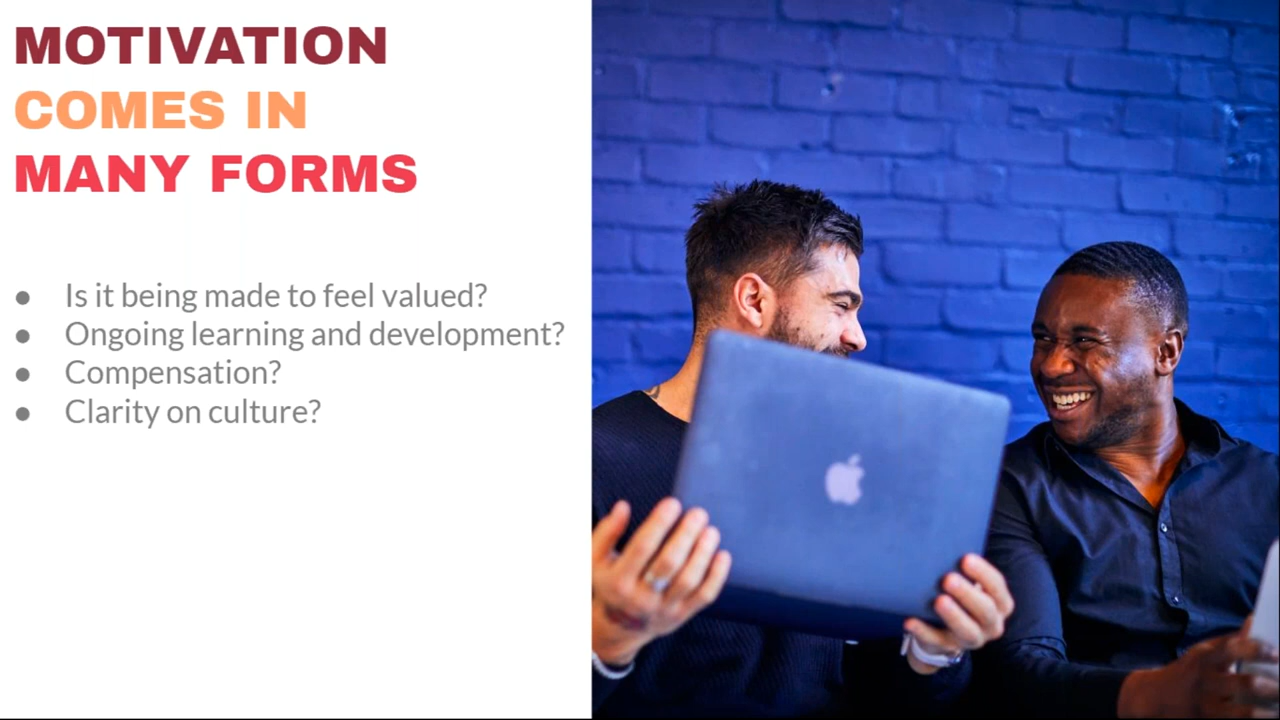 MOTIVATION
COMES IN
MANY FORMS
● Is it being made to feel valued?
● Ongoing learning and development?
● Compensation?
● Clarity on culture?